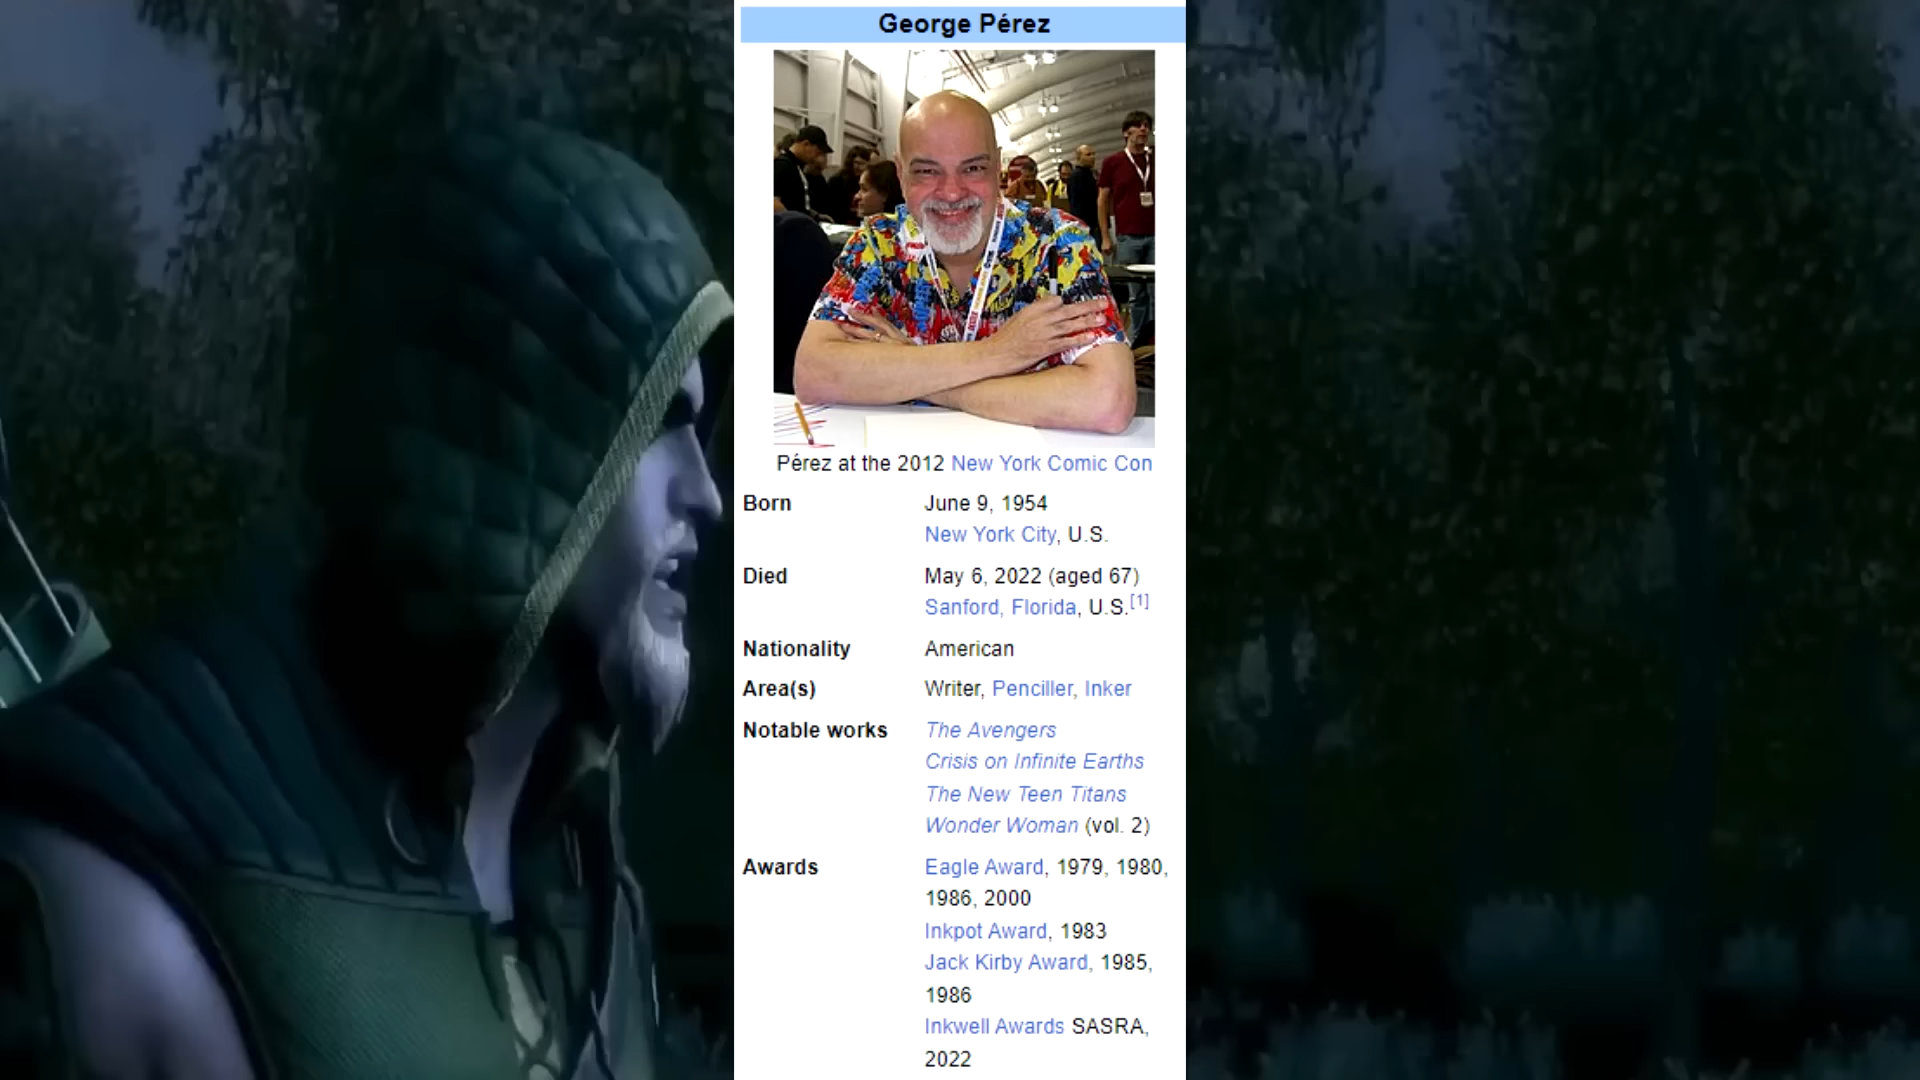 George Pérez
Pérez at the 2012 New York Comic Con
Born June 9, 1954
New York City, U.S.
Died May 6, 2022 (aged 67)
Sanford, Florida, U.S.[1]
Nationality American
Area(s) Writer, Penciller, Inker
Notable works The Avengers
Crisis on Infinite Earths
The New Teen Titans
Wonder Woman (vol. 2)
Awards Eagle Award, 1979, 1980,
1986, 2000
Inkpot Award, 1983
Jack Kirby Award, 1985,
1986
Inkwell Awards SASRA,
2022